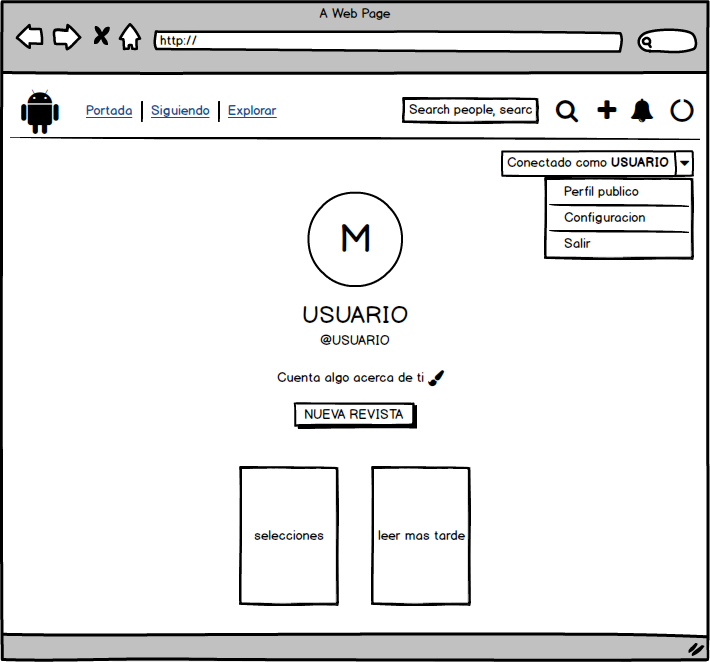 A Web Page
http://
Portada Siguiendo Explorar Search people, searc
Conectado como USUARIO
Perfil publico
Configuracion
Salir
M
USUARIO
@USUARIO
Cuenta algo acerca de ti
NUEVA REVISTA
selecciones leer mas tarde